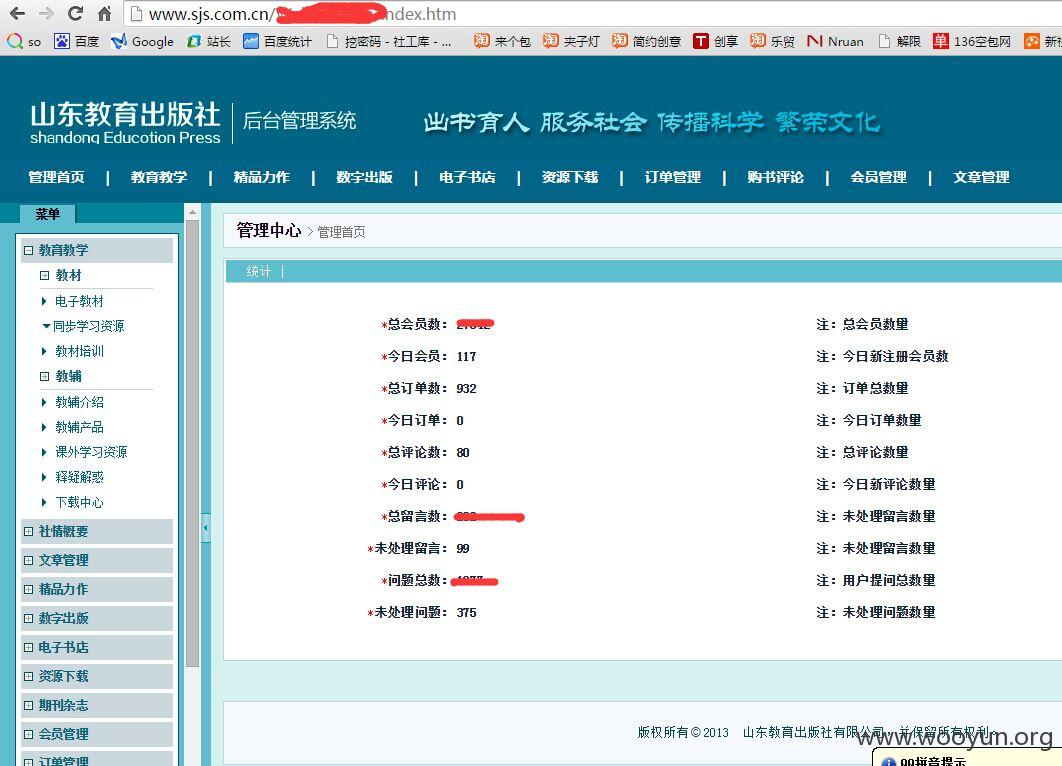 www.sjs.com.cn/ ndex.htm
so 百度 Google 站长 百度统计 挖密码 - 社工库 - ... 来个包 夹子灯 简约创意 创享 乐贸 Nruan 解限 136空包网
山东教育出版社 后台管理系统 出书育人 服务社会 传播科学 繁荣文化
shandong Education Press
管理首页 | 教育教学 | 精品力作 | 数字出版 | 电子书店 | 资源下载 | 订单管理 | 购书评论 | 会员管理 | 文章管理
菜单
教育教学
教材
电子教材
同步学习资源
教材培训
教辅
教辅介绍
教辅产品
课外学习资源
释疑解惑
下载中心
社情概要
文章管理
精品力作
数字出版
电子书店
资源下载
期刊杂志
会员管理
订单管理
管理中心 > 管理首页
统计 |
*总会员数： 注：总会员数量
*今日会员：117 注：今日新注册会员数
*总订单数：932 注：订单总数量
*今日订单：0 注：今日订单数量
*总评论数：80 注：总评论数量
*今日评论：0 注：今日新评论数量
*总留言数： 注：未处理留言数量
*未处理留言：99 注：未处理留言数量
*问题总数： 注：用户提问总数量
*未处理问题：375 注：未处理问题数量
版权所有©2013 山东教育出版社有限公司，并保留所有权利。
www.wooyun.org
QQ拼音提示